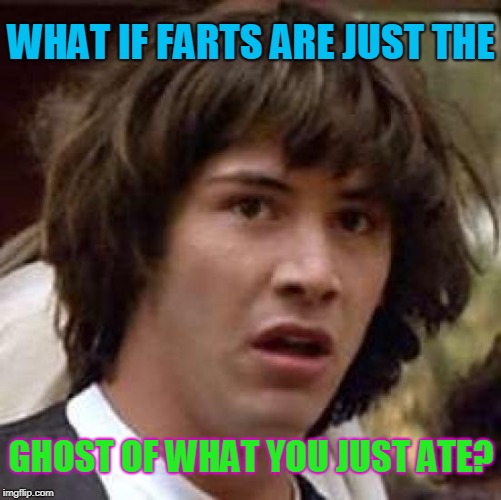 WHAT IF FARTS ARE JUST THE
GHOST OF WHAT YOU JUST ATE?
imgflip.com